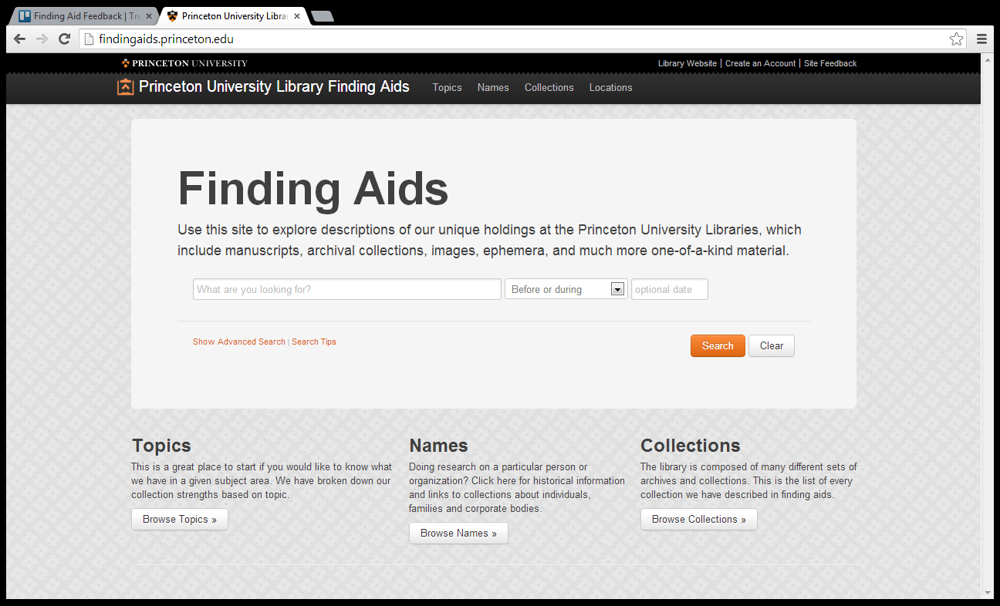 Finding Aid Feedback | Tr
Princeton University Libra
findingaids.princeton.edu
PRINCETON UNIVERSITY
Library Website | Create an Account | Site Feedback
Princeton University Library Finding Aids
Topics Names Collections Locations
Finding Aids
Use this site to explore descriptions of our unique holdings at the Princeton University Libraries, which
include manuscripts, archival collections, images, ephemera, and much more one-of-a-kind material.
What are you looking for? Before or during optional date
Show Advanced Search | Search Tips
Search Clear
Topics
This is a great place to start if you would like to know what
we have in a given subject area. We have broken down our
collection strengths based on topic.
Browse Topics »
Names
Doing research on a particular person or
organization? Click here for historical information
and links to collections about individuals,
families and corporate bodies.
Browse Names »
Collections
The library is composed of many different sets of
archives and collections. This is the list of every
collection we have described in finding aids.
Browse Collections »